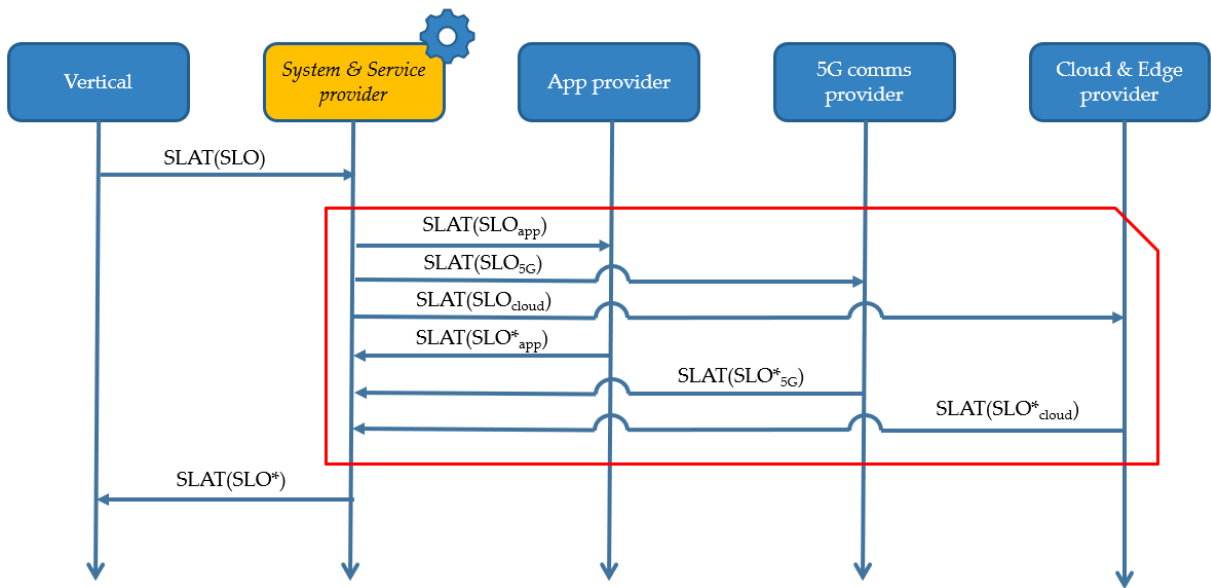 Vertical
System & Service
provider
App provider
5G comms
provider
Cloud & Edge
provider
SLAT(SLO)
SLAT(SLOapp)
SLAT(SLO5G)
SLAT(SLOcloud)
SLAT(SLO*app)
SLAT(SLO*5G)
SLAT(SLO*cloud)
SLAT(SLO*)